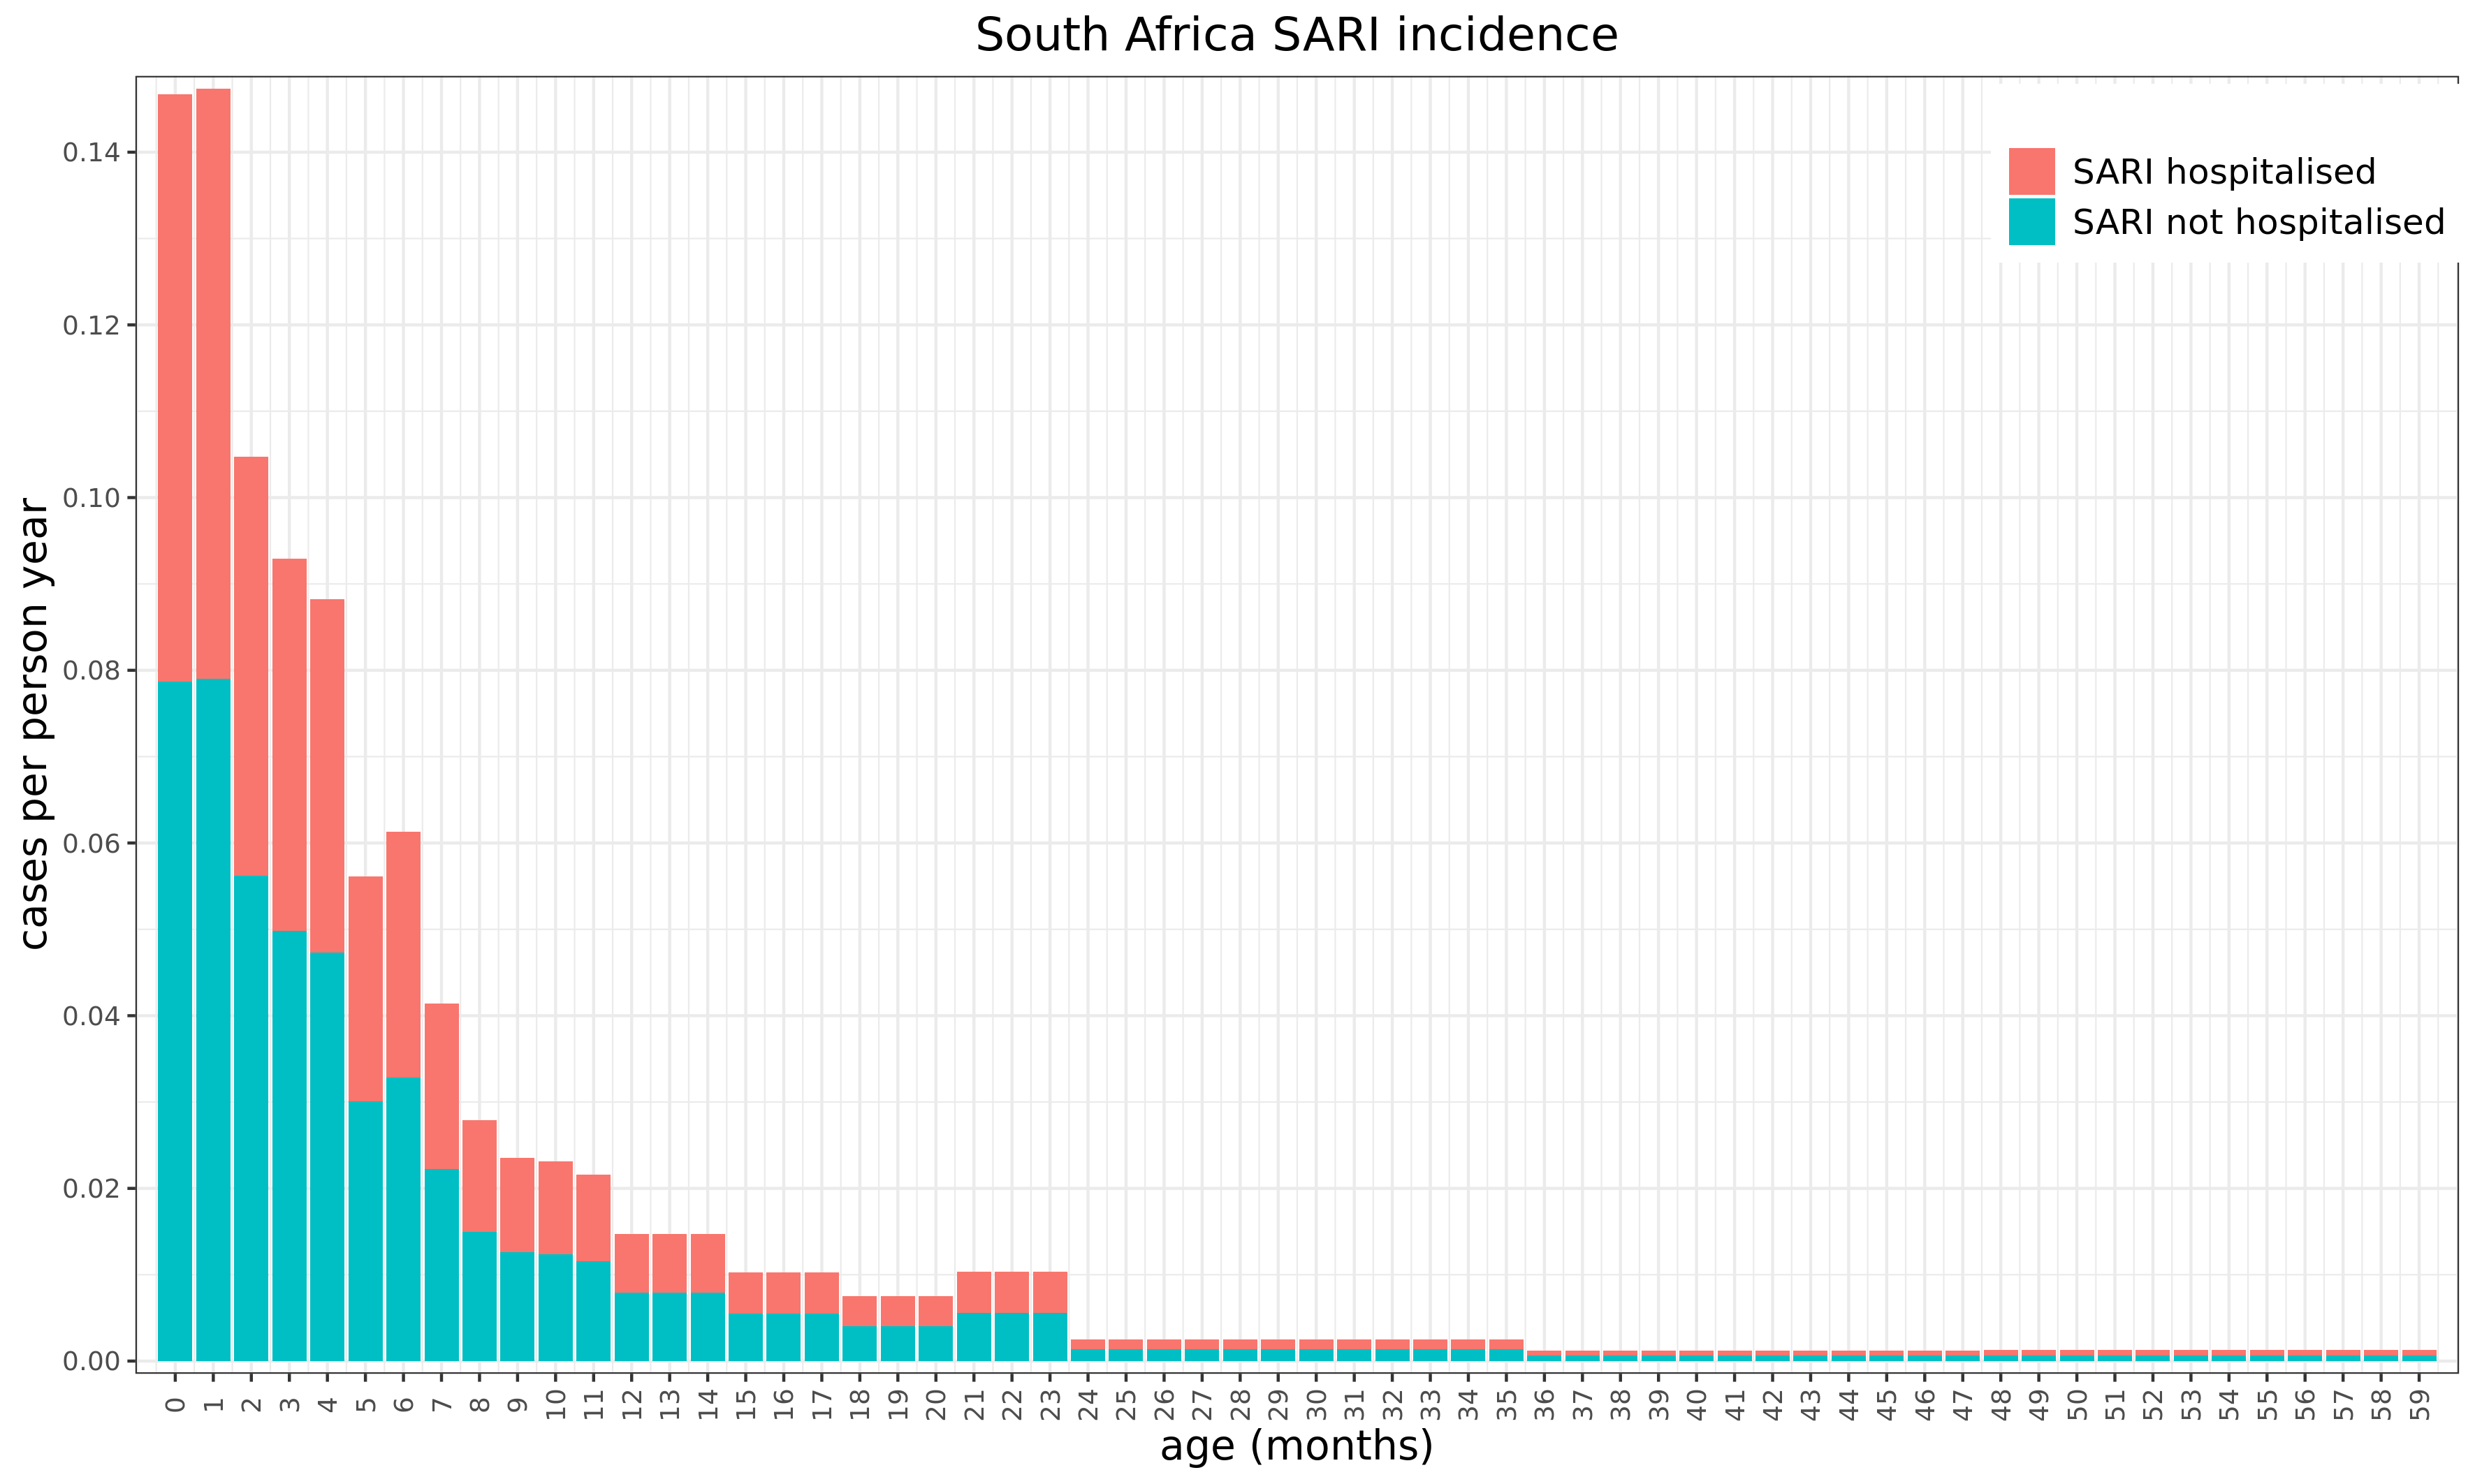 South Africa SARI incidence
SARI hospitalised
SARI not hospitalised
cases per person year
0.14
0.12
0.10
0.08
0.06
0.04
0.02
0.00
0 1 2 3 4 5 6 7 8 9 10 11 12 13 14 15 16 17 18 19 20 21 22 23 24 25 26 27 28 29 30 31 32 33 34 35 36 37 38 39 40 41 42 43 44 45 46 47 48 49 50 51 52 53 54 55 56 57 58 59
age (months)